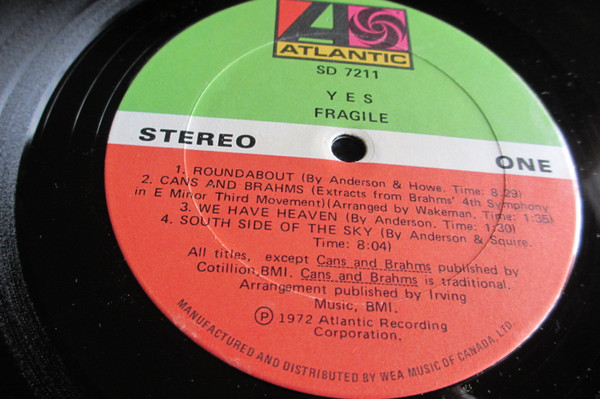 ATLANTIC
SD 7211
YES
FRAGILE
STEREO
ONE
1. ROUNDABOUT (By Anderson & Howe. Time: 8:29)
2. CANS AND BRAHMS (Extracts from Brahms' 4th Symphony
in E Minor Third Movement)(Arranged by Wakeman. Time: 1:35)
3. WE HAVE HEAVEN (By Anderson. Time: 1:30)
4. SOUTH SIDE OF THE SKY (By Anderson & Squire.
Time: 8:04)
All titles, except Cans and Brahms published by
Cotillion,BMI. Cans and Brahms is traditional.
Arrangement published by Irving
Music, BMI.
Ⓟ 1972 Atlantic Recording
Corporation.
MANUFACTURED AND DISTRIBUTED BY WEA MUSIC OF CANADA, LTD.